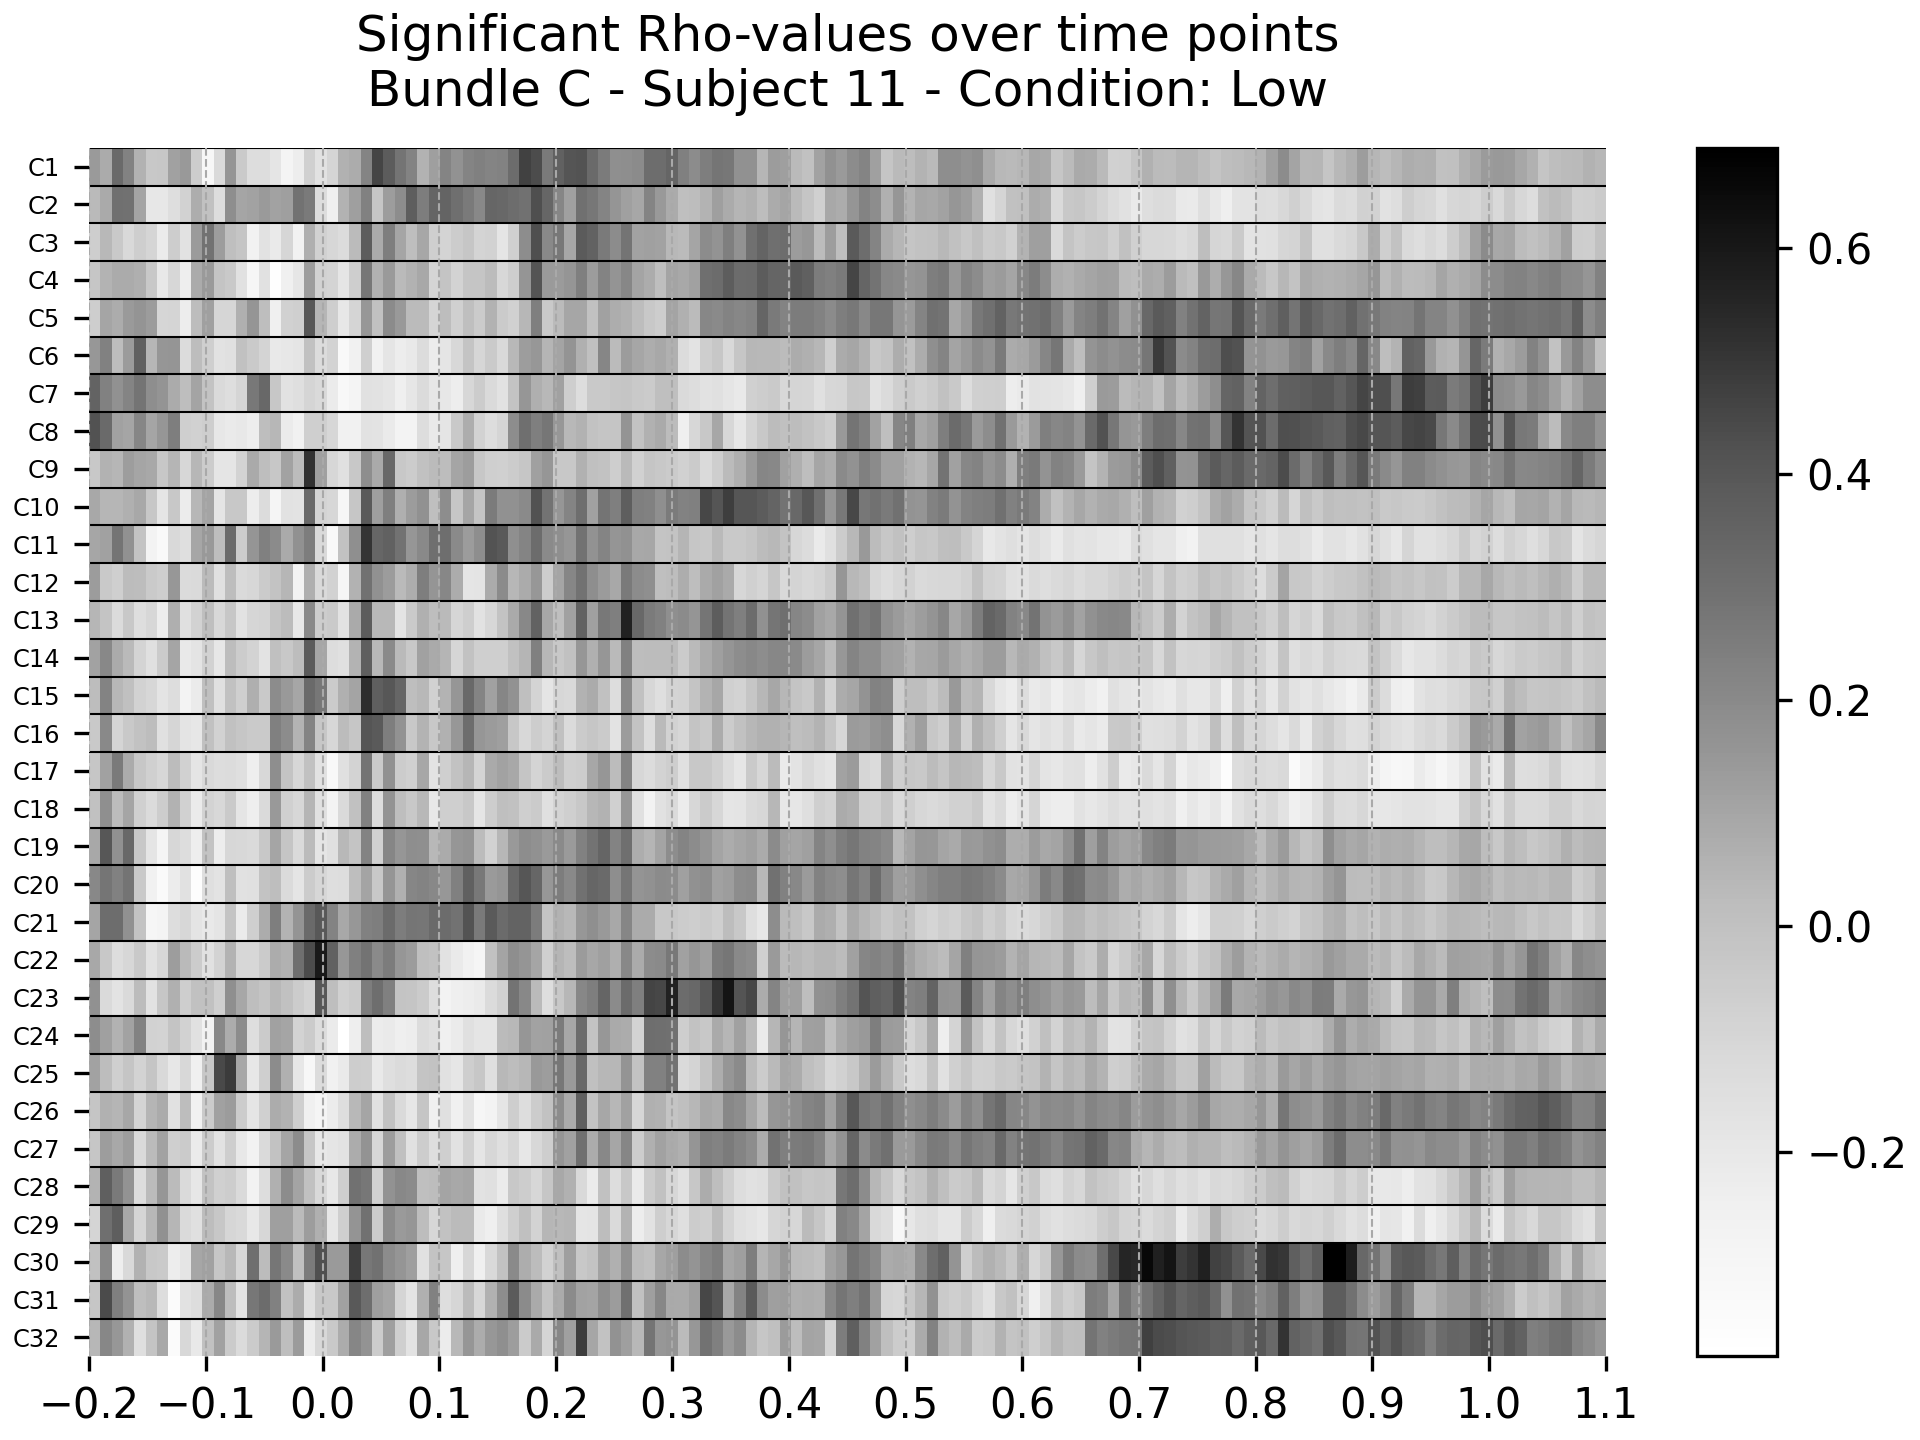 Significant Rho-values over time points
Bundle C - Subject 11 - Condition: Low
C1
C2
C3
C4
C5
C6
C7
C8
C9
C10
C11
C12
C13
C14
C15
C16
C17
C18
C19
C20
C21
C22
C23
C24
C25
C26
C27
C28
C29
C30
C31
C32
−0.2 −0.1 0.0 0.1 0.2 0.3 0.4 0.5 0.6 0.7 0.8 0.9 1.0 1.1
0.6
0.4
0.2
0.0
−0.2